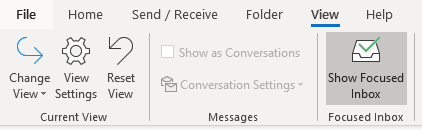 File Home Send / Receive Folder View Help
Change View View Settings Reset View
Show as Conversations
Conversation Settings
Show Focused Inbox
Current View Messages Focused Inbox